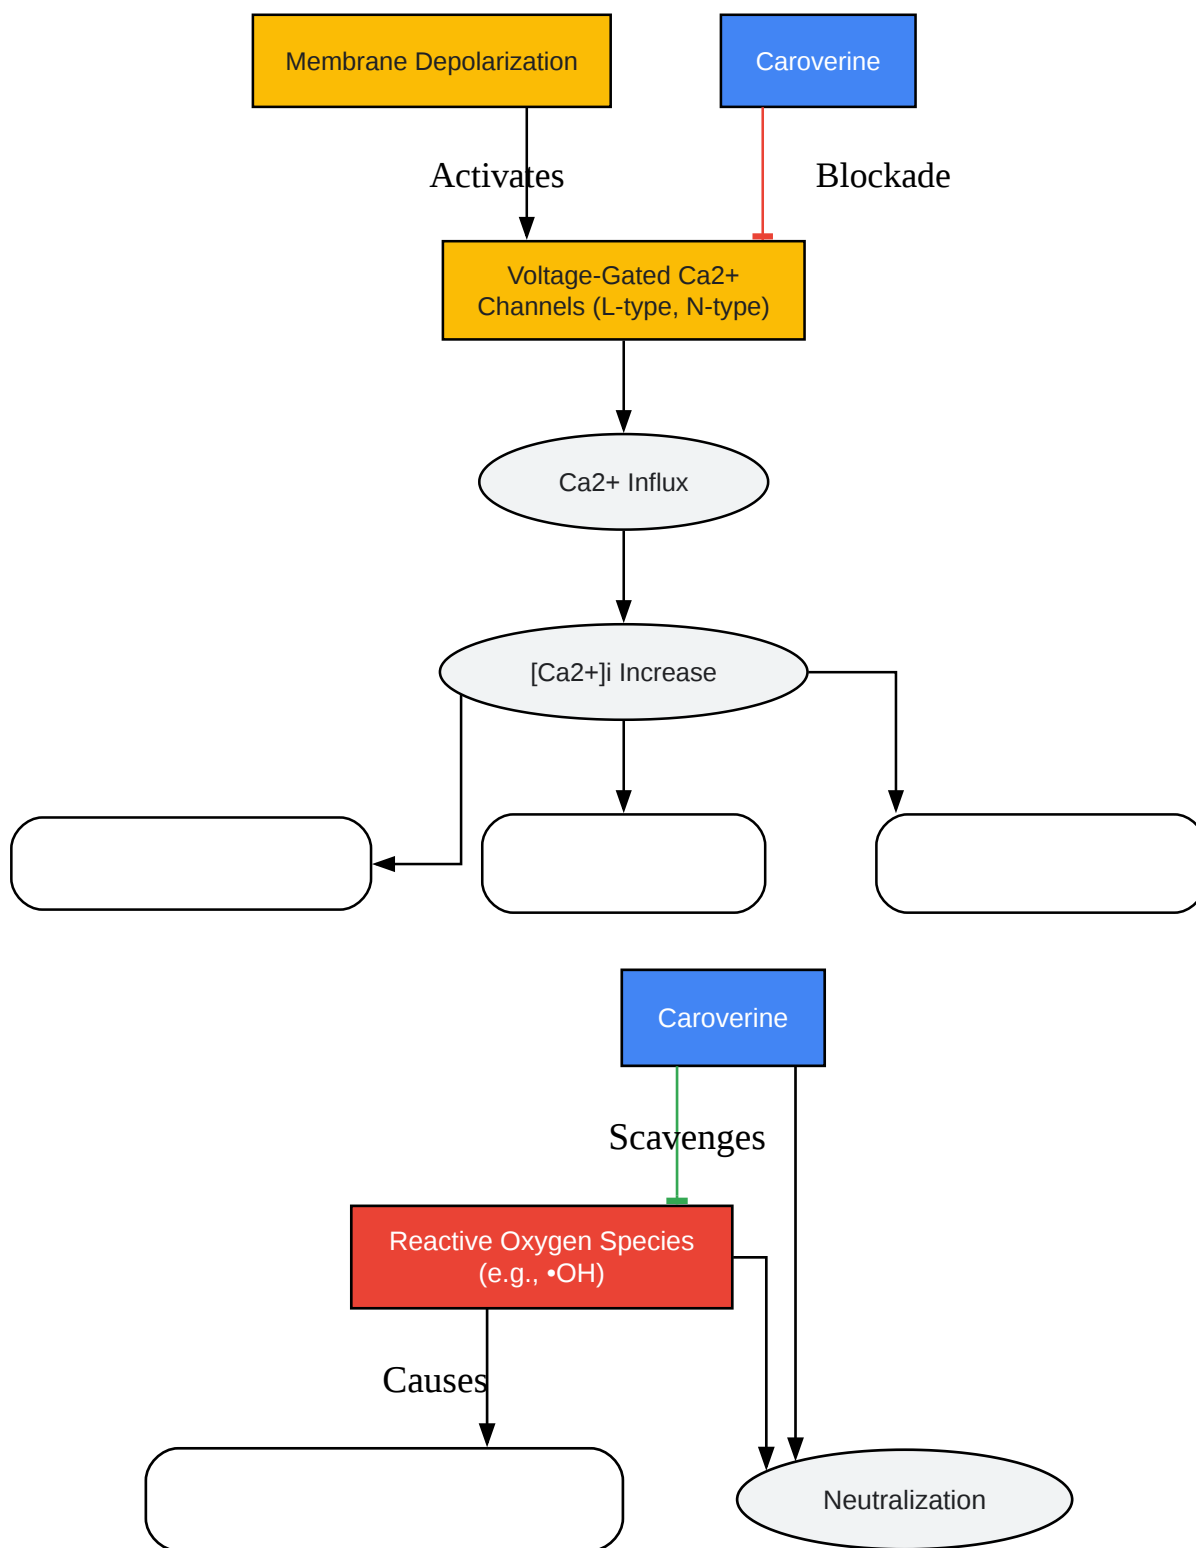 Membrane Depolarization
Caroverine
Activates
Blockade
Voltage-Gated Ca2+
Channels (L-type, N-type)
Ca2+ Influx
[Ca2+]i Increase
Caroverine
Scavenges
Reactive Oxygen Species
(e.g., •OH)
Causes
Neutralization